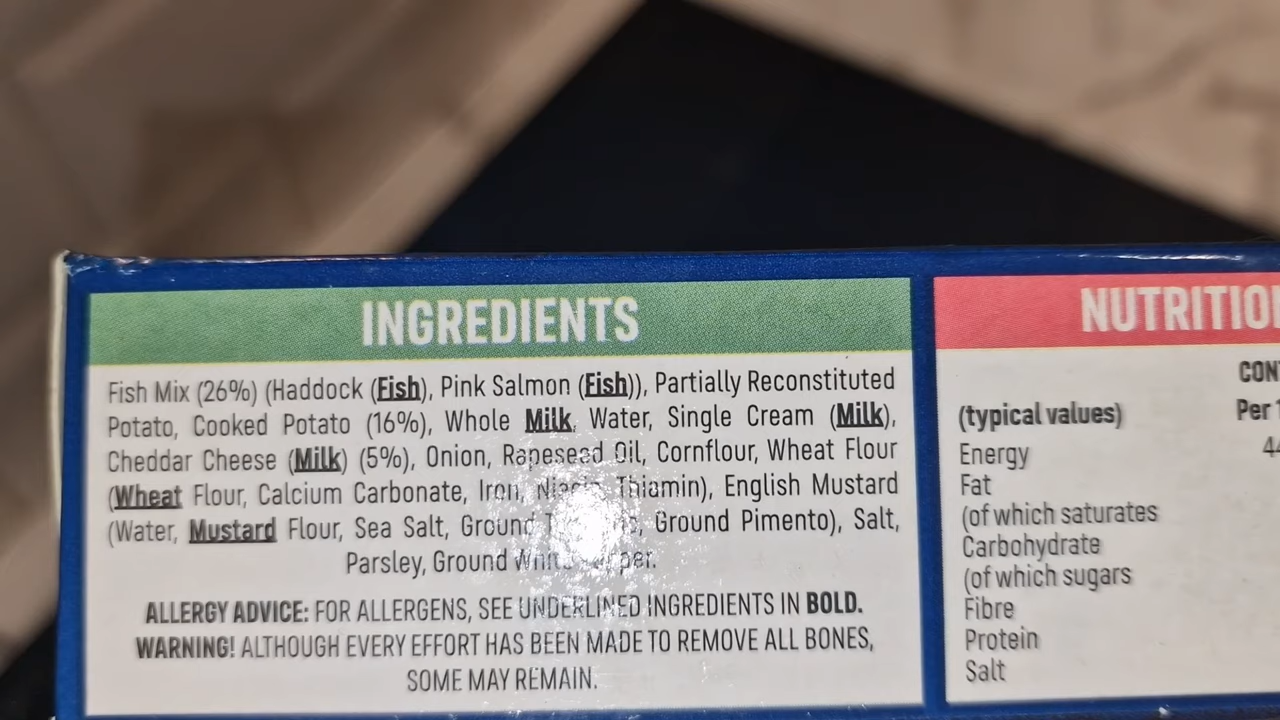 INGREDIENTS
Fish Mix (26%) (Haddock (Fish), Pink Salmon (Fish)), Partially Reconstituted
Potato, Cooked Potato (16%), Whole Milk, Water, Single Cream (Milk),
Cheddar Cheese (Milk) (5%), Onion, Rapeseed Oil, Cornflour, Wheat Flour
(Wheat Flour, Calcium Carbonate, Iron, Niacin, Thiamin), English Mustard
(Water, Mustard Flour, Sea Salt, Ground Ground Pimento), Salt,
Parsley, Ground White
ALLERGY ADVICE: FOR ALLERGENS, SEE UNDERLINED INGREDIENTS IN BOLD.
WARNING! ALTHOUGH EVERY EFFORT HAS BEEN MADE TO REMOVE ALL BONES,
SOME MAY REMAIN.
(typical values)
Per
Energy
Fat
(of which saturates
Carbohydrate
(of which sugars
Fibre
Protein
Salt